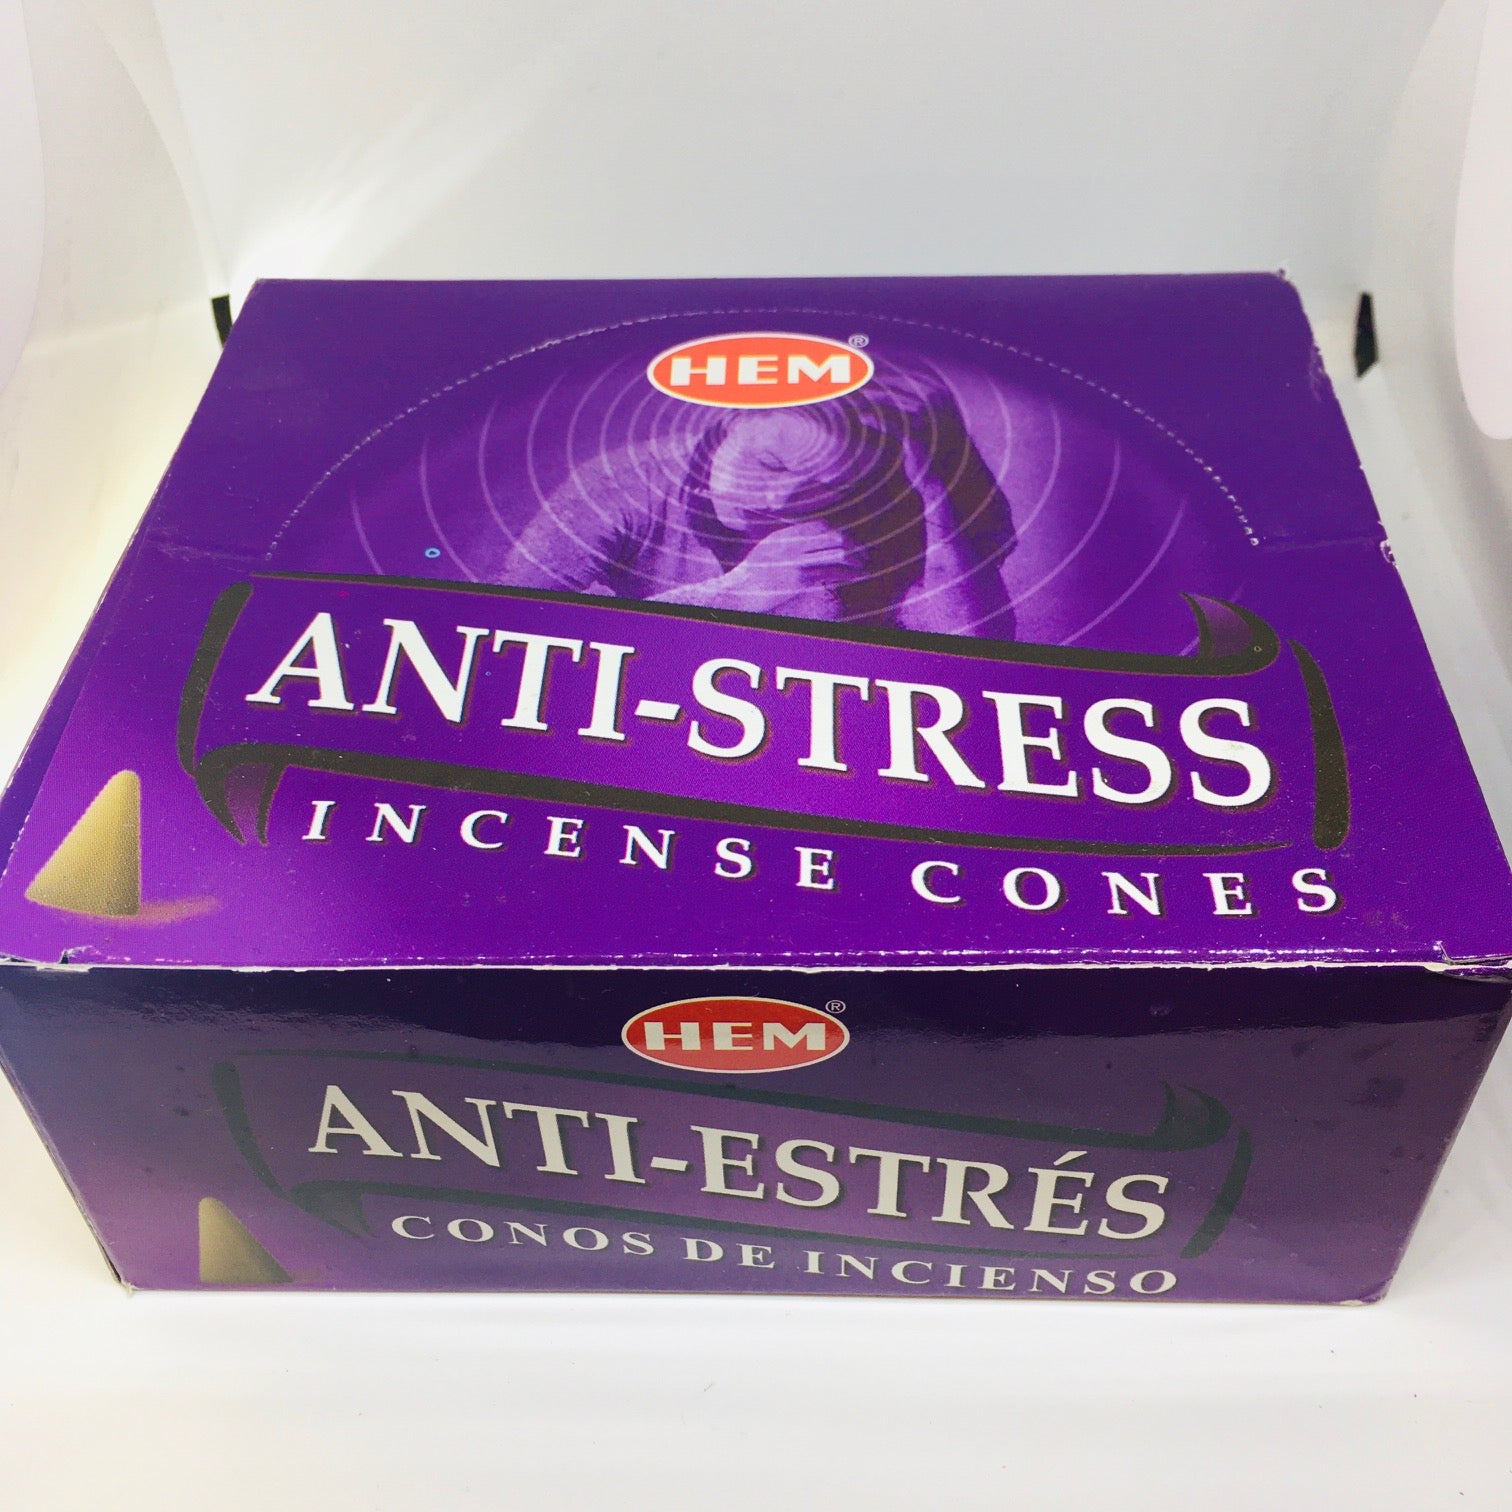 HEM®
ANTI-STRESS
INCENSE CONES
HEM®
ANTI-ESTRÉS
CONOS DE INCIENSO